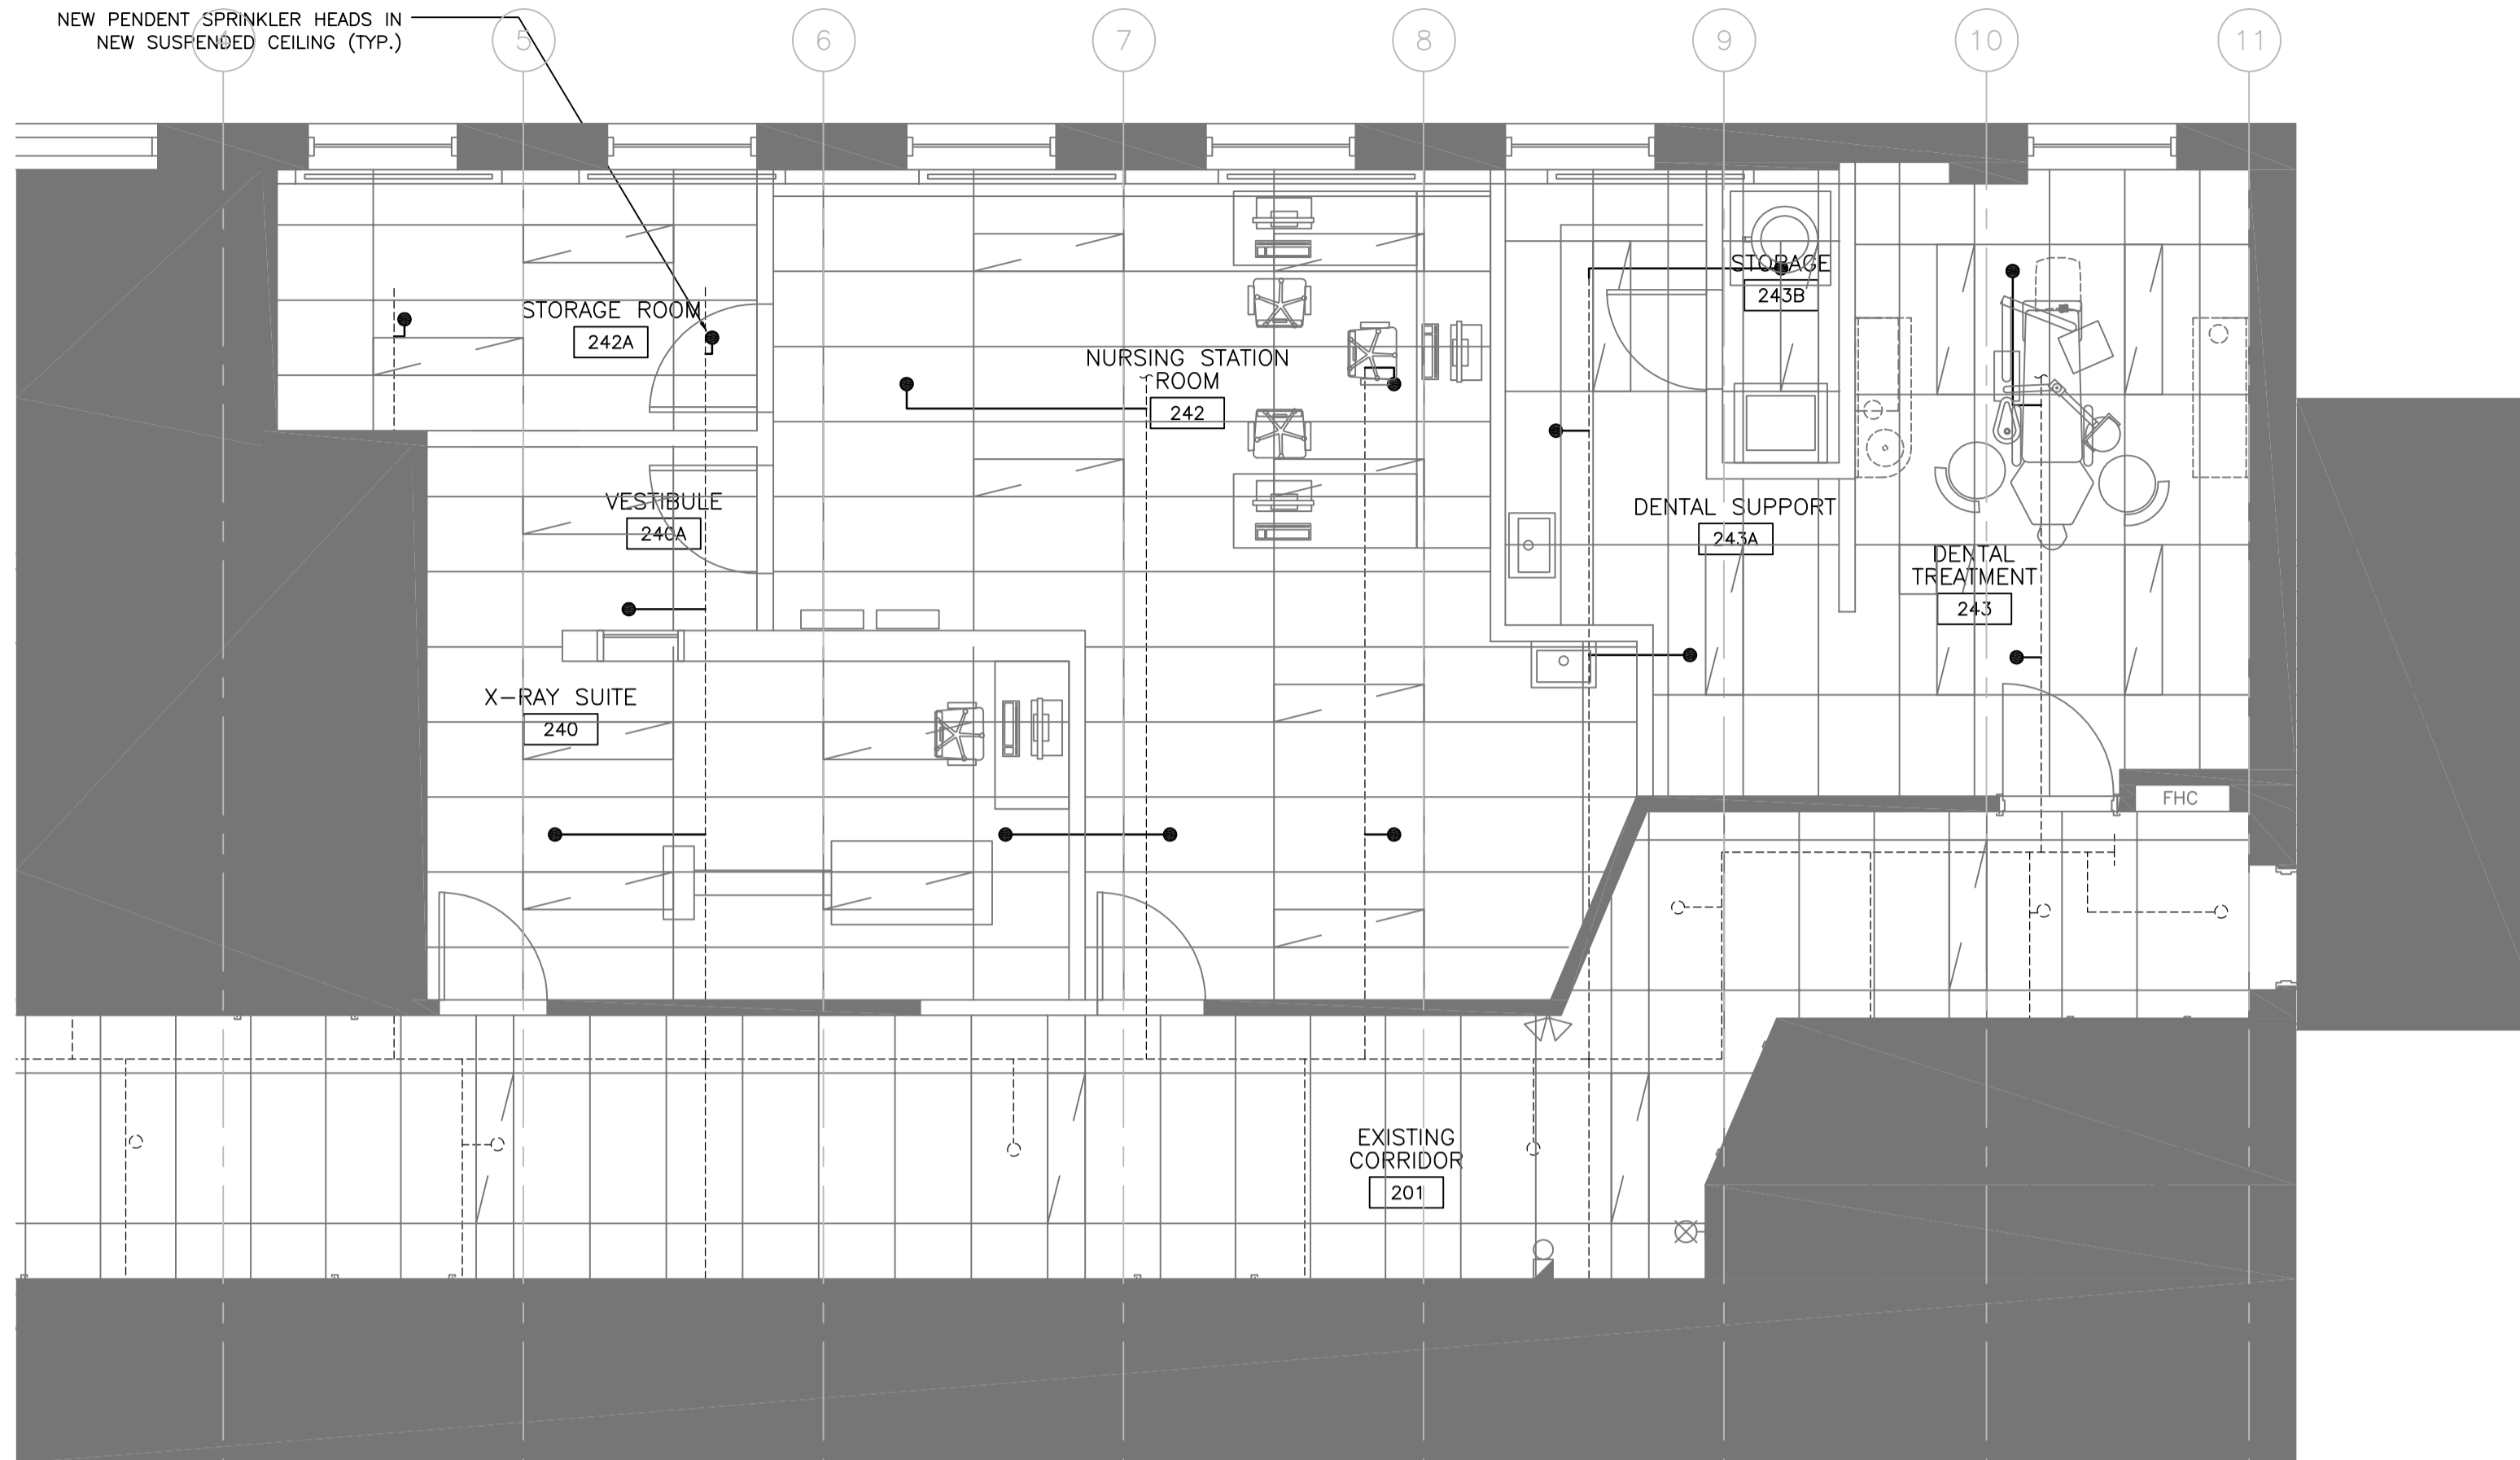 NEW PENDENT SPRINKLER HEADS IN
NEW SUSPENDED CEILING (TYP.)
4
5
6
7
8
9
10
11
STORAGE ROOM
242A
NURSING STATION
ROOM
242
STORAGE
243B
VESTIBULE
240A
DENTAL SUPPORT
243A
DENTAL
TREATMENT
243
X-RAY SUITE
240
FHC
EXISTING
CORRIDOR
201